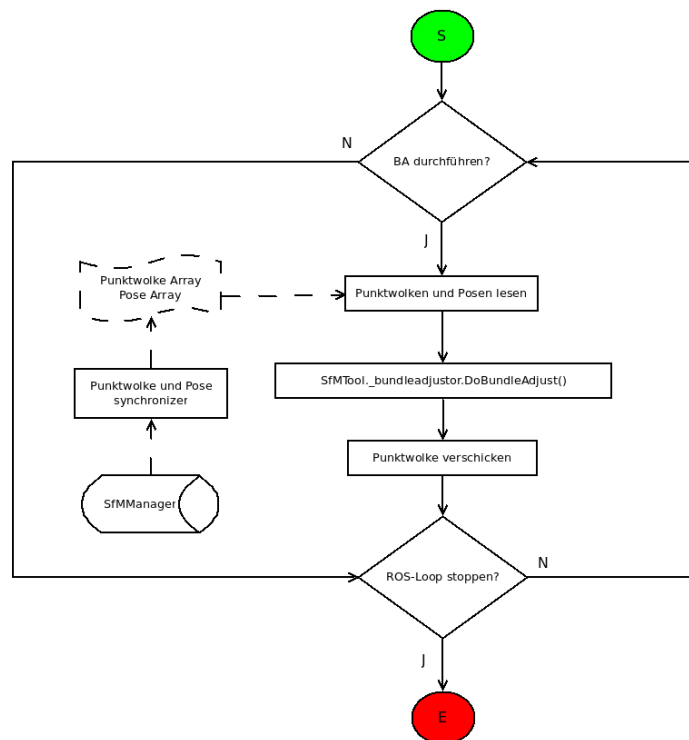 S
N
BA durchführen?
J
Punktwolke Array
Pose Array
Punktwolken und Posen lesen
Punktwolke und Pose
synchronizer
SfMTool._bundleadjustor.DoBundleAdjust()
Punktwolke verschicken
SfMManager
ROS-Loop stoppen?
N
J
E